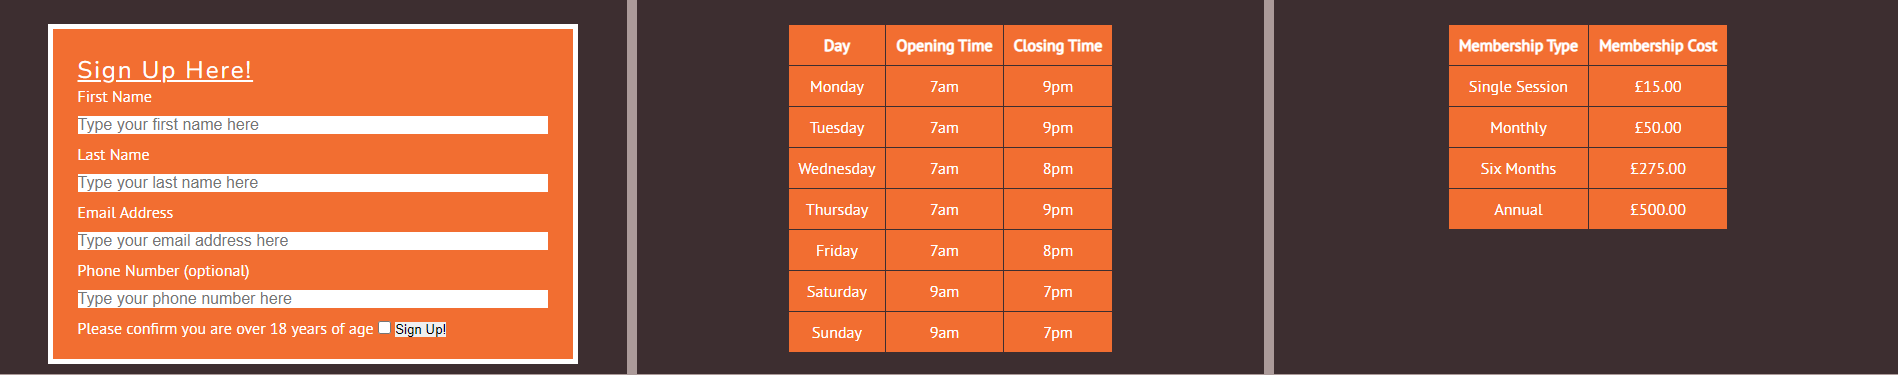 Sign Up Here!
First Name
Type your first name here
Last Name
Type your last name here
Email Address
Type your email address here
Phone Number (optional)
Type your phone number here
Please confirm you are over 18 years of age Sign Up!
Day Opening Time Closing Time
Monday 7am 9pm
Tuesday 7am 9pm
Wednesday 7am 8pm
Thursday 7am 9pm
Friday 7am 8pm
Saturday 9am 7pm
Sunday 9am 7pm
Membership Type Membership Cost
Single Session £15.00
Monthly £50.00
Six Months £275.00
Annual £500.00